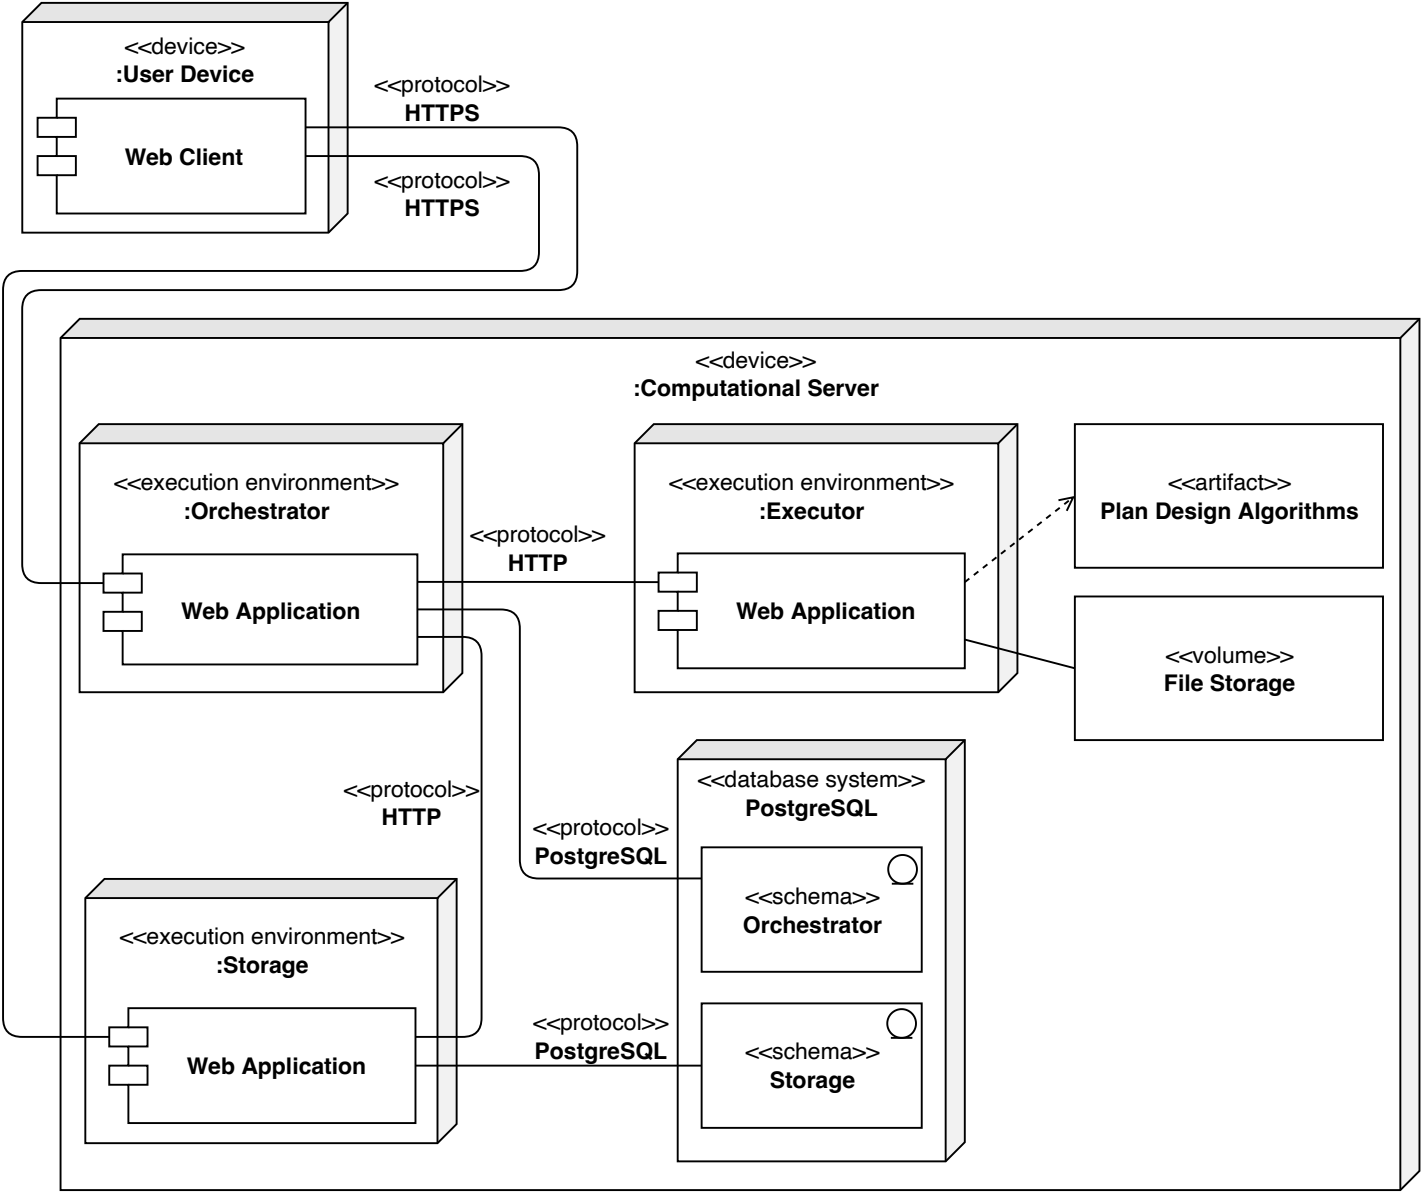 <<device>>
:User Device
Web Client
<<protocol>>
HTTPS
<<protocol>>
HTTPS
<<device>>
:Computational Server
<<execution environment>>
:Orchestrator
Web Application
<<protocol>>
HTTP
<<execution environment>>
:Executor
Web Application
<<artifact>>
Plan Design Algorithms
<<volume>>
File Storage
<<protocol>>
HTTP
<<protocol>>
PostgreSQL
<<database system>>
PostgreSQL
<<schema>>
Orchestrator
<<execution environment>>
:Storage
Web Application
<<protocol>>
PostgreSQL
<<schema>>
Storage